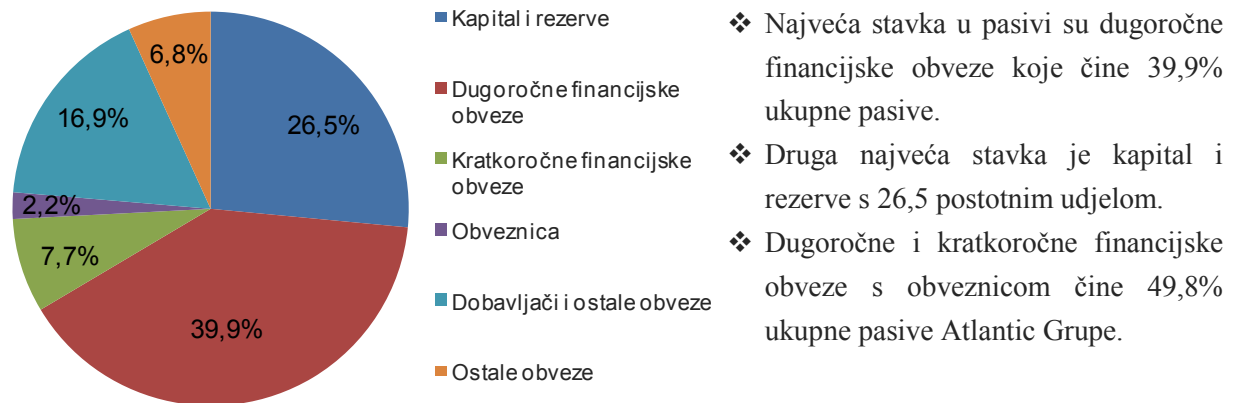 6,8%
16,9%
26,5%
2,2%
7,7%
39,9%
Kapital i rezerve
Dugoročne financijske
obveze
Kratkoročne financijske
obveze
Obveznica
Dobavljači i ostale obveze
Ostale obveze
❖ Najveća stavka u pasivi su dugoročne
financijske obveze koje čine 39,9%
ukupne pasive.
❖ Druga najveća stavka je kapital i
rezerve s 26,5 postotnim udjelom.
❖ Dugoročne i kratkoročne financijske
obveze s obveznicom čine 49,8%
ukupne pasive Atlantic Grupe.